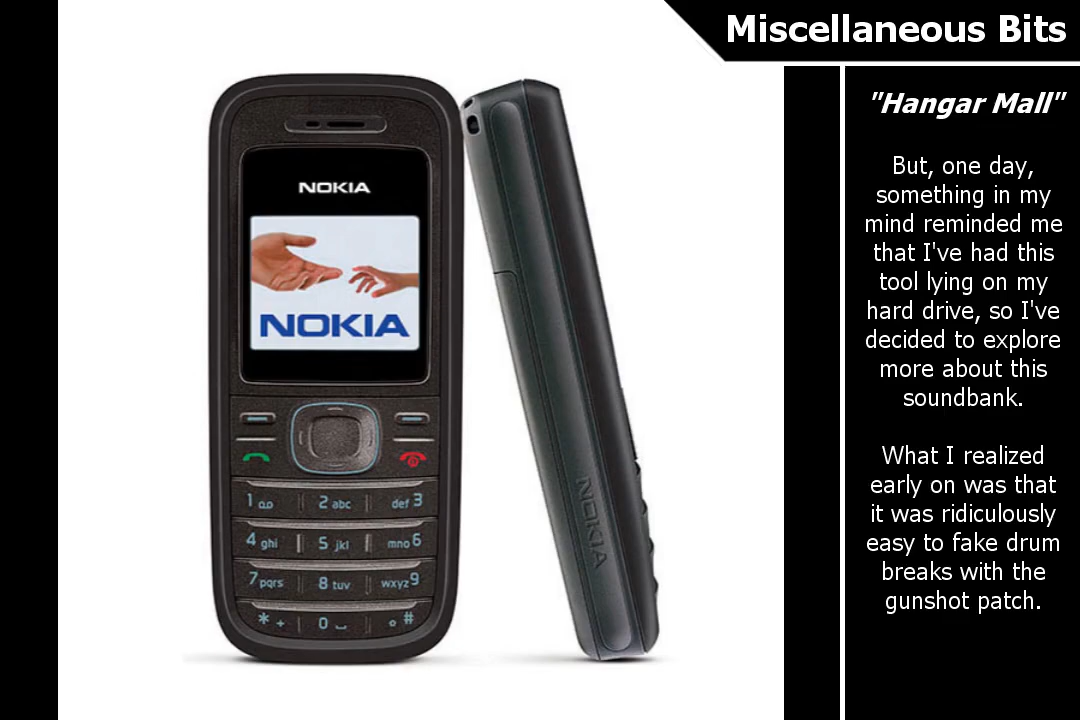 Miscellaneous Bits
"Hangar Mall"
But, one day,
something in my
mind reminded me
that I've had this
tool lying on my
hard drive, so I've
decided to explore
more about this
soundbank.
What I realized
early on was that
it was ridiculously
easy to fake drum
breaks with the
gunshot patch.
NOKIA
NOKIA
1 2 abc def 3
4 ghi 5 jkl mno 6
7 pqrs 8 tuv wxyz 9
* + 0 #
NOKIA